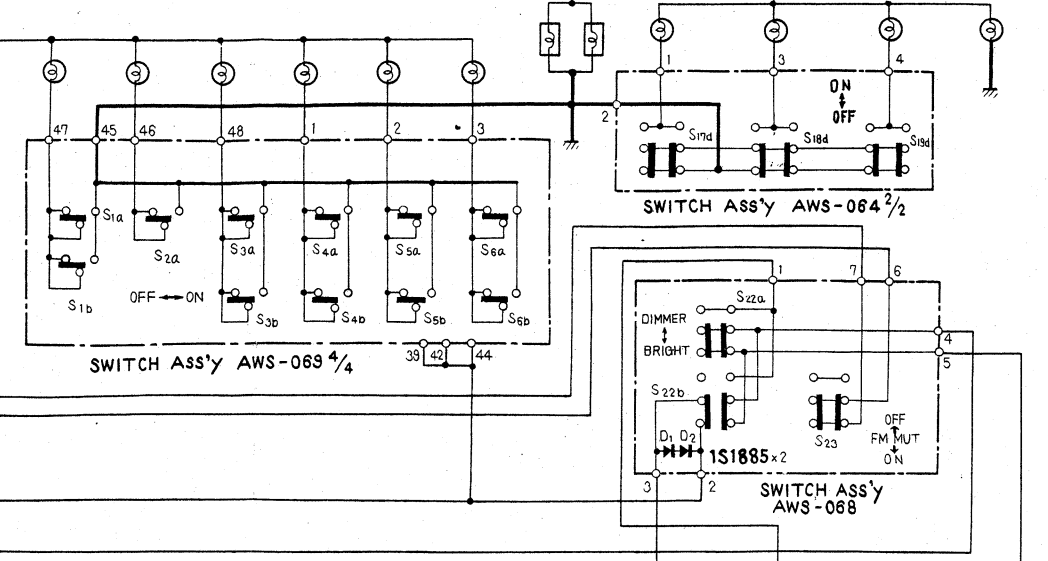 1 3 4
ON
OFF
2
S17d S18d S19d
SWITCH ASS'Y AWS-064 2/2
47 45 46 48 1 2 3
S1a
S2a S3a S4a S5a S6a
OFF ON
S1b S3b S4b S5b S6b
39 42 44
SWITCH ASS'Y AWS-069 4/4
1 7 6
S22a
DIMMER
BRIGHT
4
5
S22b
S23
OFF
FM MUT
ON
D1 D2
1S1885×2
3 2
SWITCH ASS'Y
AWS-068